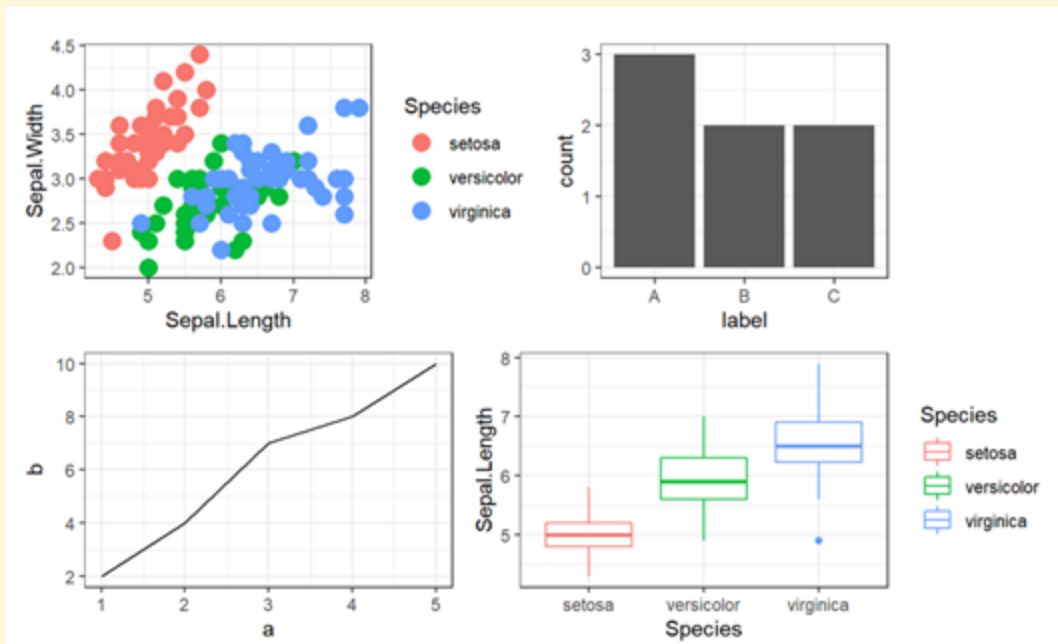 4.5
4.0
3.5
3.0
2.5
2.0
Sepal.Width
5 6 7 8
Sepal.Length
Species
setosa
versicolor
virginica
3
2
1
0
count
A B C
label
10
8
6
4
2
b
1 2 3 4 5
a
8
7
6
5
Sepal.Length
setosa versicolor virginica
Species
Species
setosa
versicolor
virginica